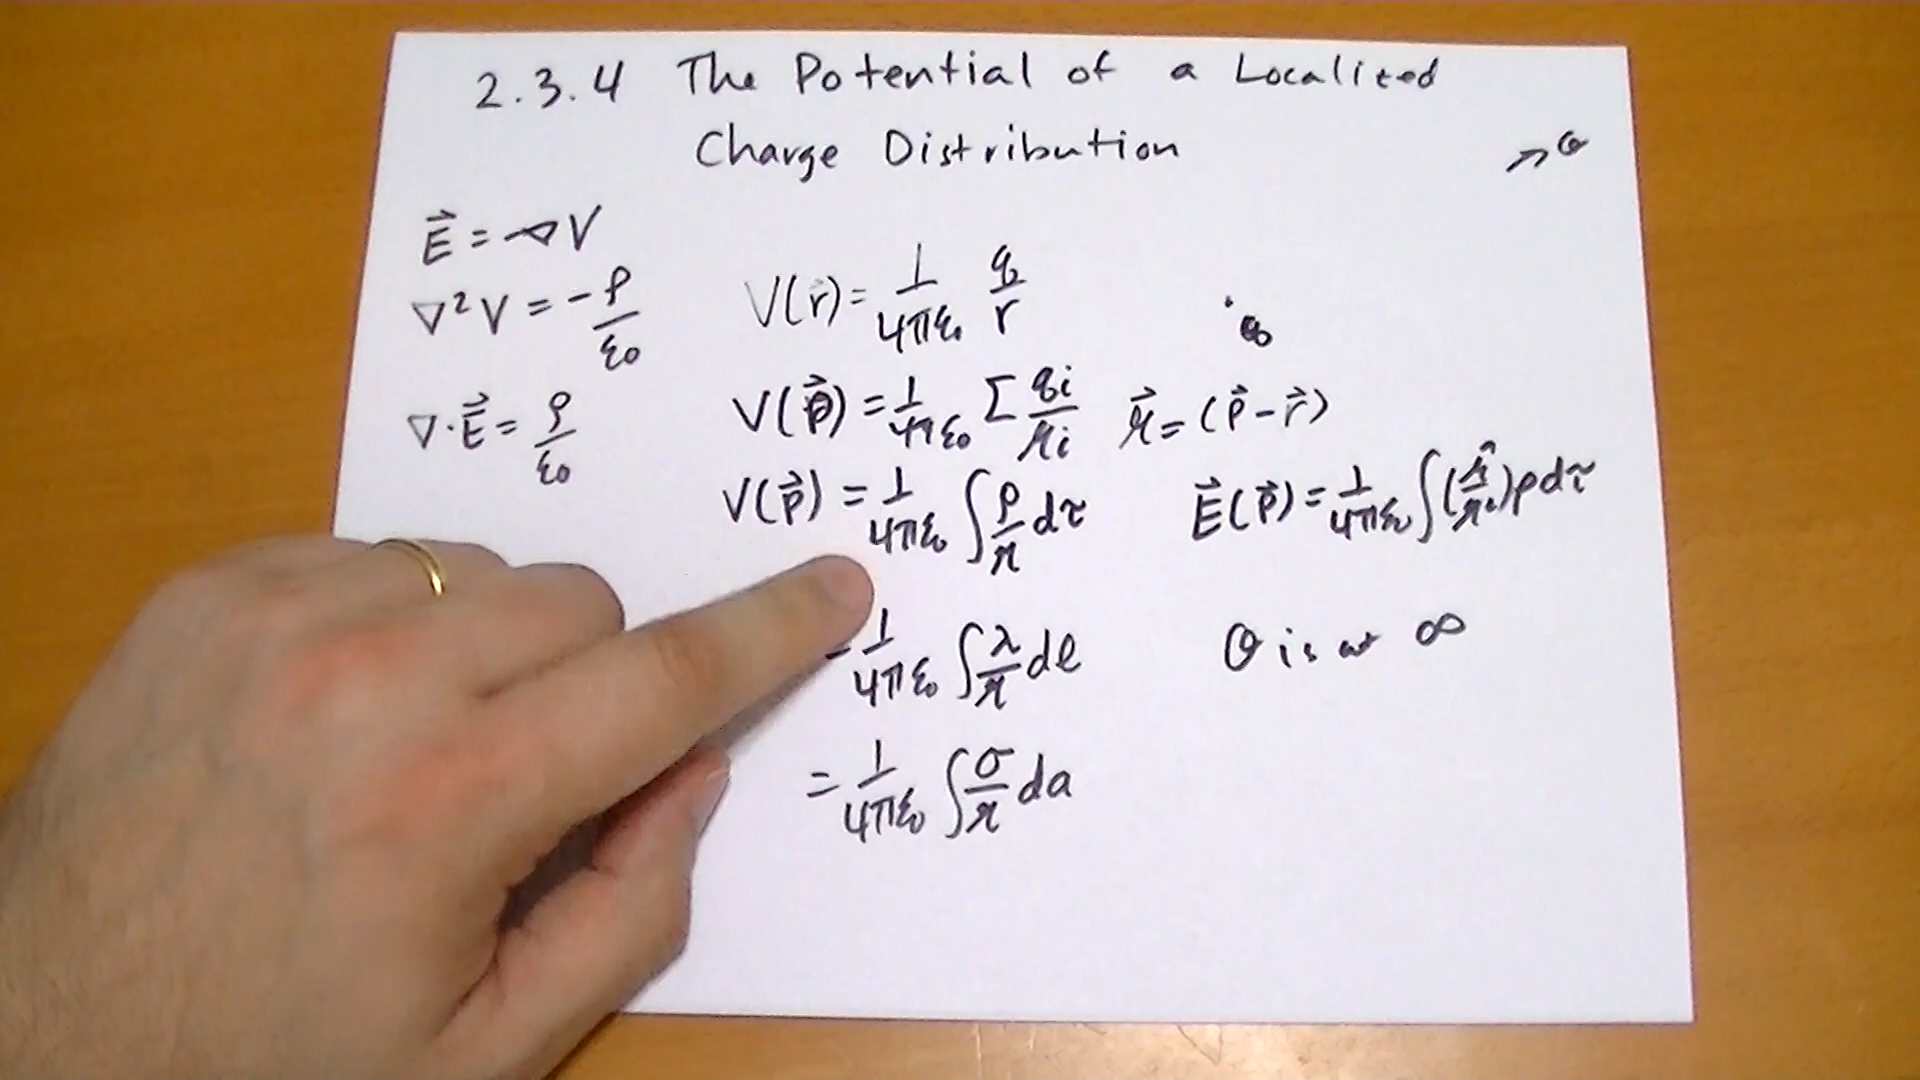 2.3.4 The Potential of a Localized
Charge Distribution
E⃗ = -∇V
∇²V = -ρ/ε₀
∇·E⃗ = ρ/ε₀
V(r⃗) = 1/4πε₀ q/r
q
V(p⃗) = 1/4πε₀ Σ qi/𝓇i 𝓇⃗ = (p⃗ - r⃗)
V(p⃗) = 1/4πε₀ ∫ ρ/𝓇 dτ E⃗(p⃗) = 1/4πε₀ ∫ (𝓇̂/𝓇²) ρ dτ
= 1/4πε₀ ∫ λ/𝓇 dl O is at ∞
= 1/4πε₀ ∫ σ/𝓇 da